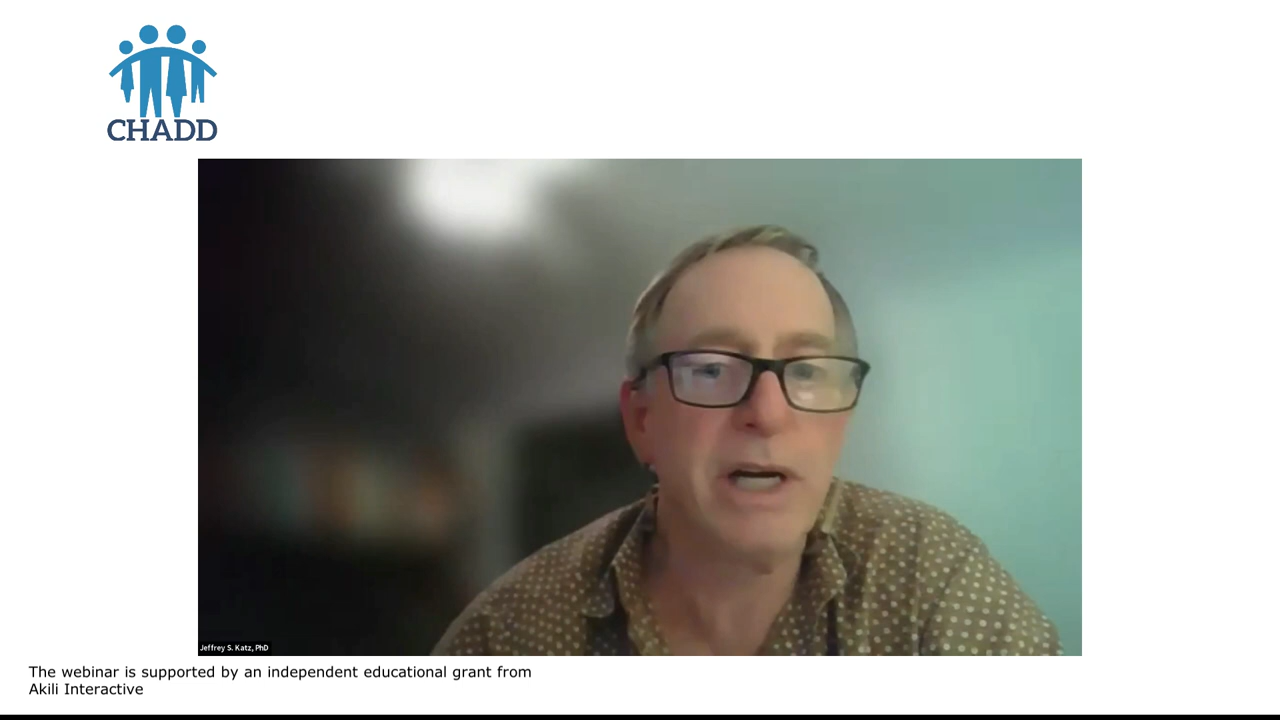 CHADD
Jeffrey S. Katz, PhD
The webinar is supported by an independent educational grant from
Akili Interactive